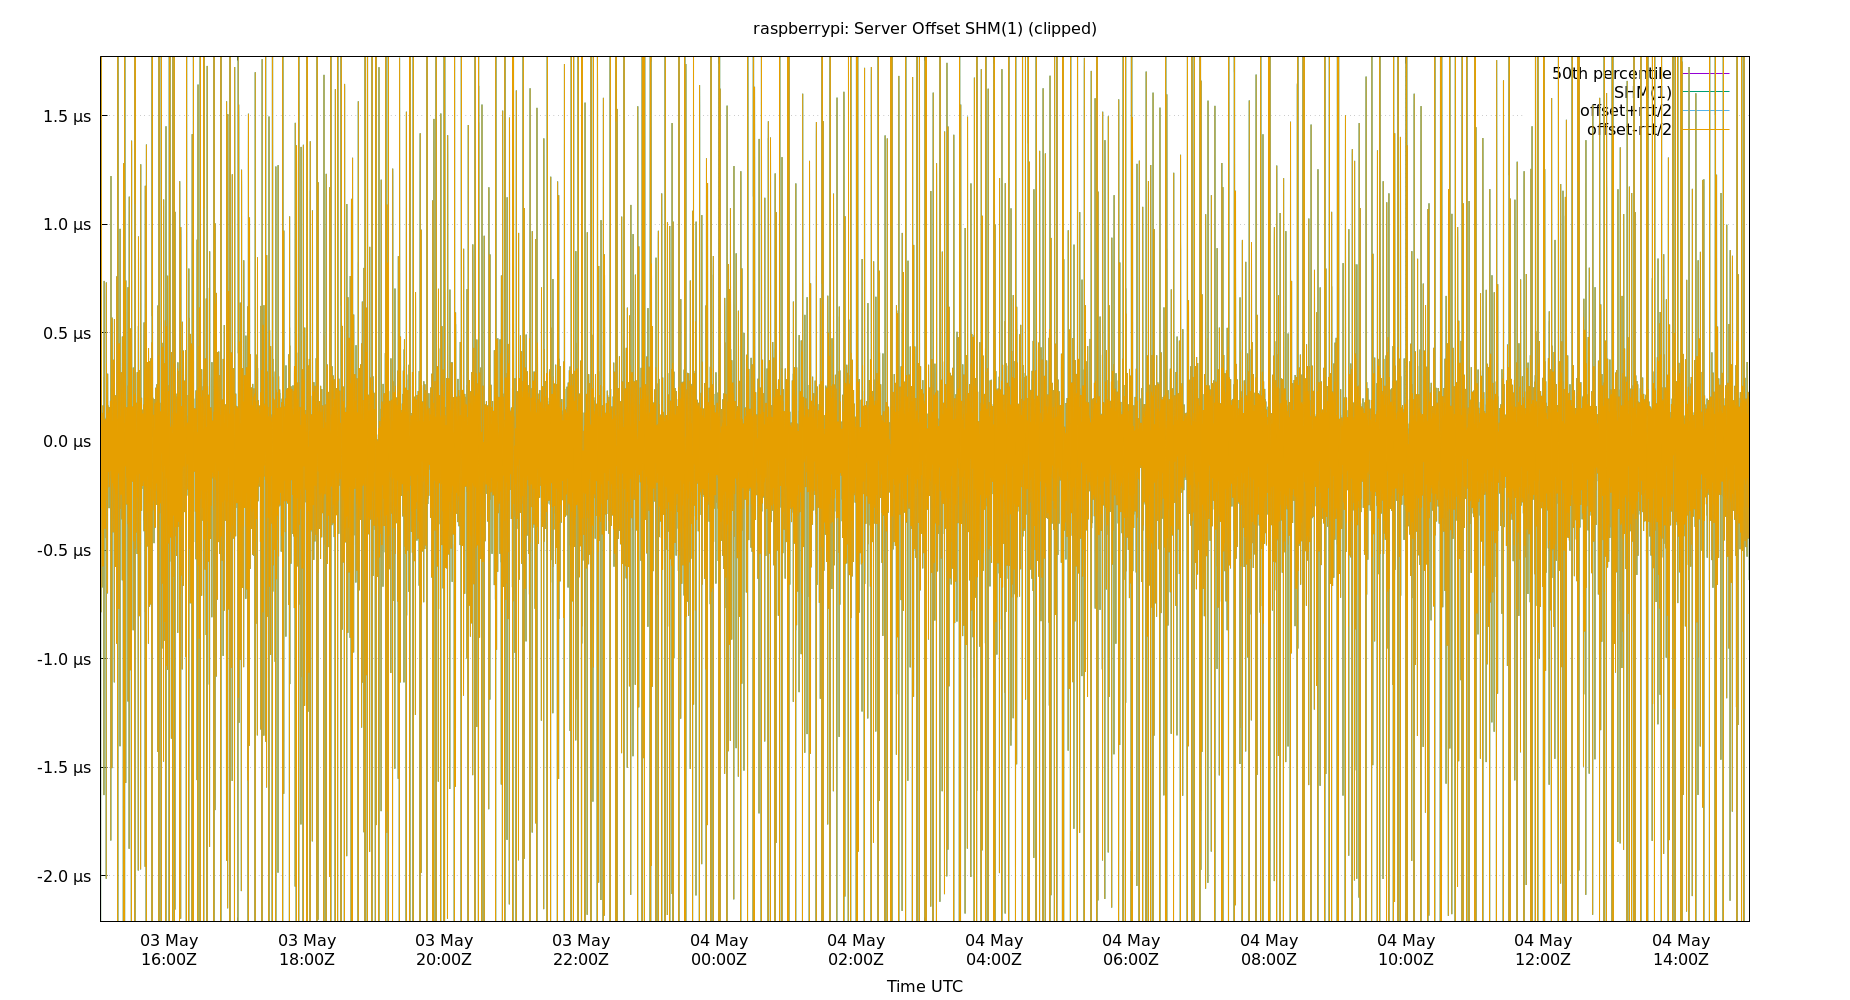 raspberrypi: Server Offset SHM(1) (clipped)
50th percentile
SHM(1)
offset+rtt/2
offset-rtt/2
1.5 µs
1.0 µs
0.5 µs
0.0 µs
-0.5 µs
-1.0 µs
-1.5 µs
-2.0 µs
03 May 03 May 03 May 03 May 04 May 04 May 04 May 04 May 04 May 04 May 04 May 04 May
16:00Z 18:00Z 20:00Z 22:00Z 00:00Z 02:00Z 04:00Z 06:00Z 08:00Z 10:00Z 12:00Z 14:00Z
Time UTC